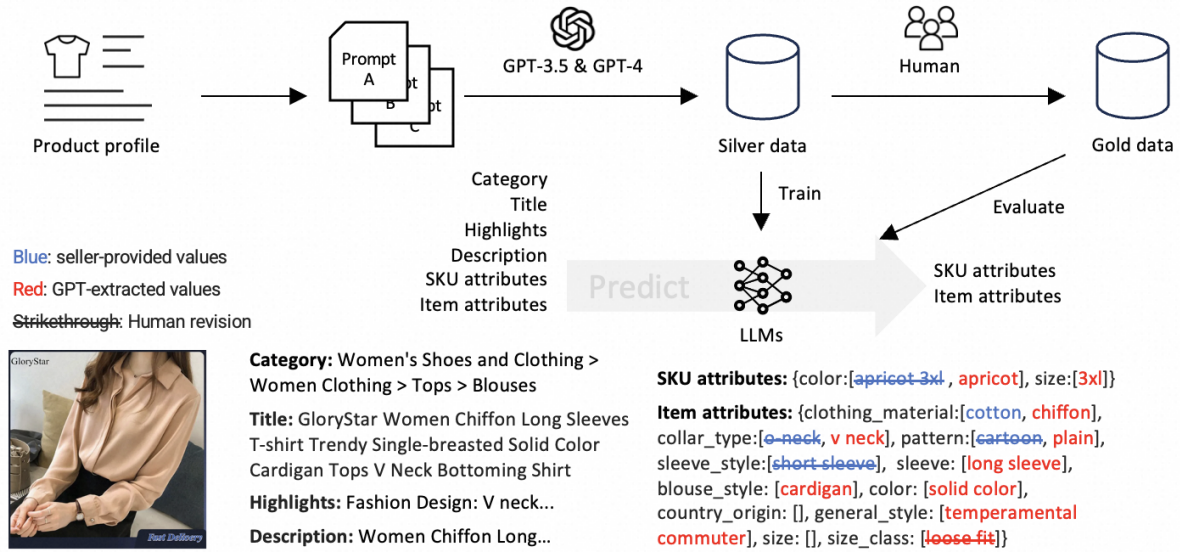 Prompt
A
pt
B
pt
C
GPT-3.5 & GPT-4
Human
Product profile
Silver data
Gold data
Category
Title
Highlights
Description
SKU attributes
Item attributes
Train
Evaluate
Predict
LLMs
SKU attributes
Item attributes
Blue: seller-provided values
Red: GPT-extracted values
Strikethrough: Human revision
GloryStar
Fast Delivery
Category: Women's Shoes and Clothing >
Women Clothing > Tops > Blouses
Title: GloryStar Women Chiffon Long Sleeves
T-shirt Trendy Single-breasted Solid Color
Cardigan Tops V Neck Bottoming Shirt
Highlights: Fashion Design: V neck...
Description: Women Chiffon Long...
SKU attributes: {color:[apricot 3xl , apricot], size:[3xl]}
Item attributes: {clothing_material:[cotton, chiffon],
collar_type:[o-neck, v neck], pattern:[cartoon, plain],
sleeve_style:[short sleeve], sleeve: [long sleeve],
blouse_style: [cardigan], color: [solid color],
country_origin: [], general_style: [temperamental
commuter], size: [], size_class: [loose fit]}